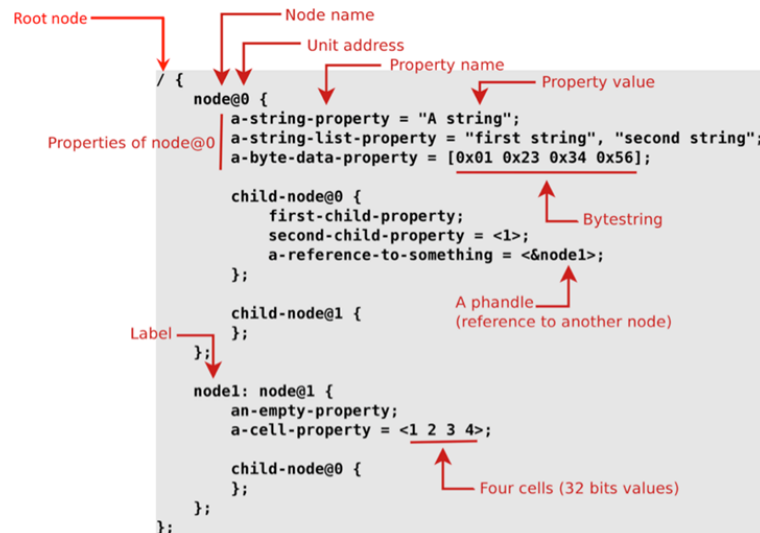 Root node
Node name
Unit address
Property name
Property value
/ {
node@0 {
a-string-property = "A string";
Properties of node@0
a-string-list-property = "first string", "second string";
a-byte-data-property = [0x01 0x23 0x34 0x56];
child-node@0 {
first-child-property;
Bytestring
second-child-property = <1>;
a-reference-to-something = <&node1>;
};
A phandle
(reference to another node)
child-node@1 {
Label
};
};
node1: node@1 {
an-empty-property;
a-cell-property = <1 2 3 4>;
child-node@0 {
};
Four cells (32 bits values)
};
};